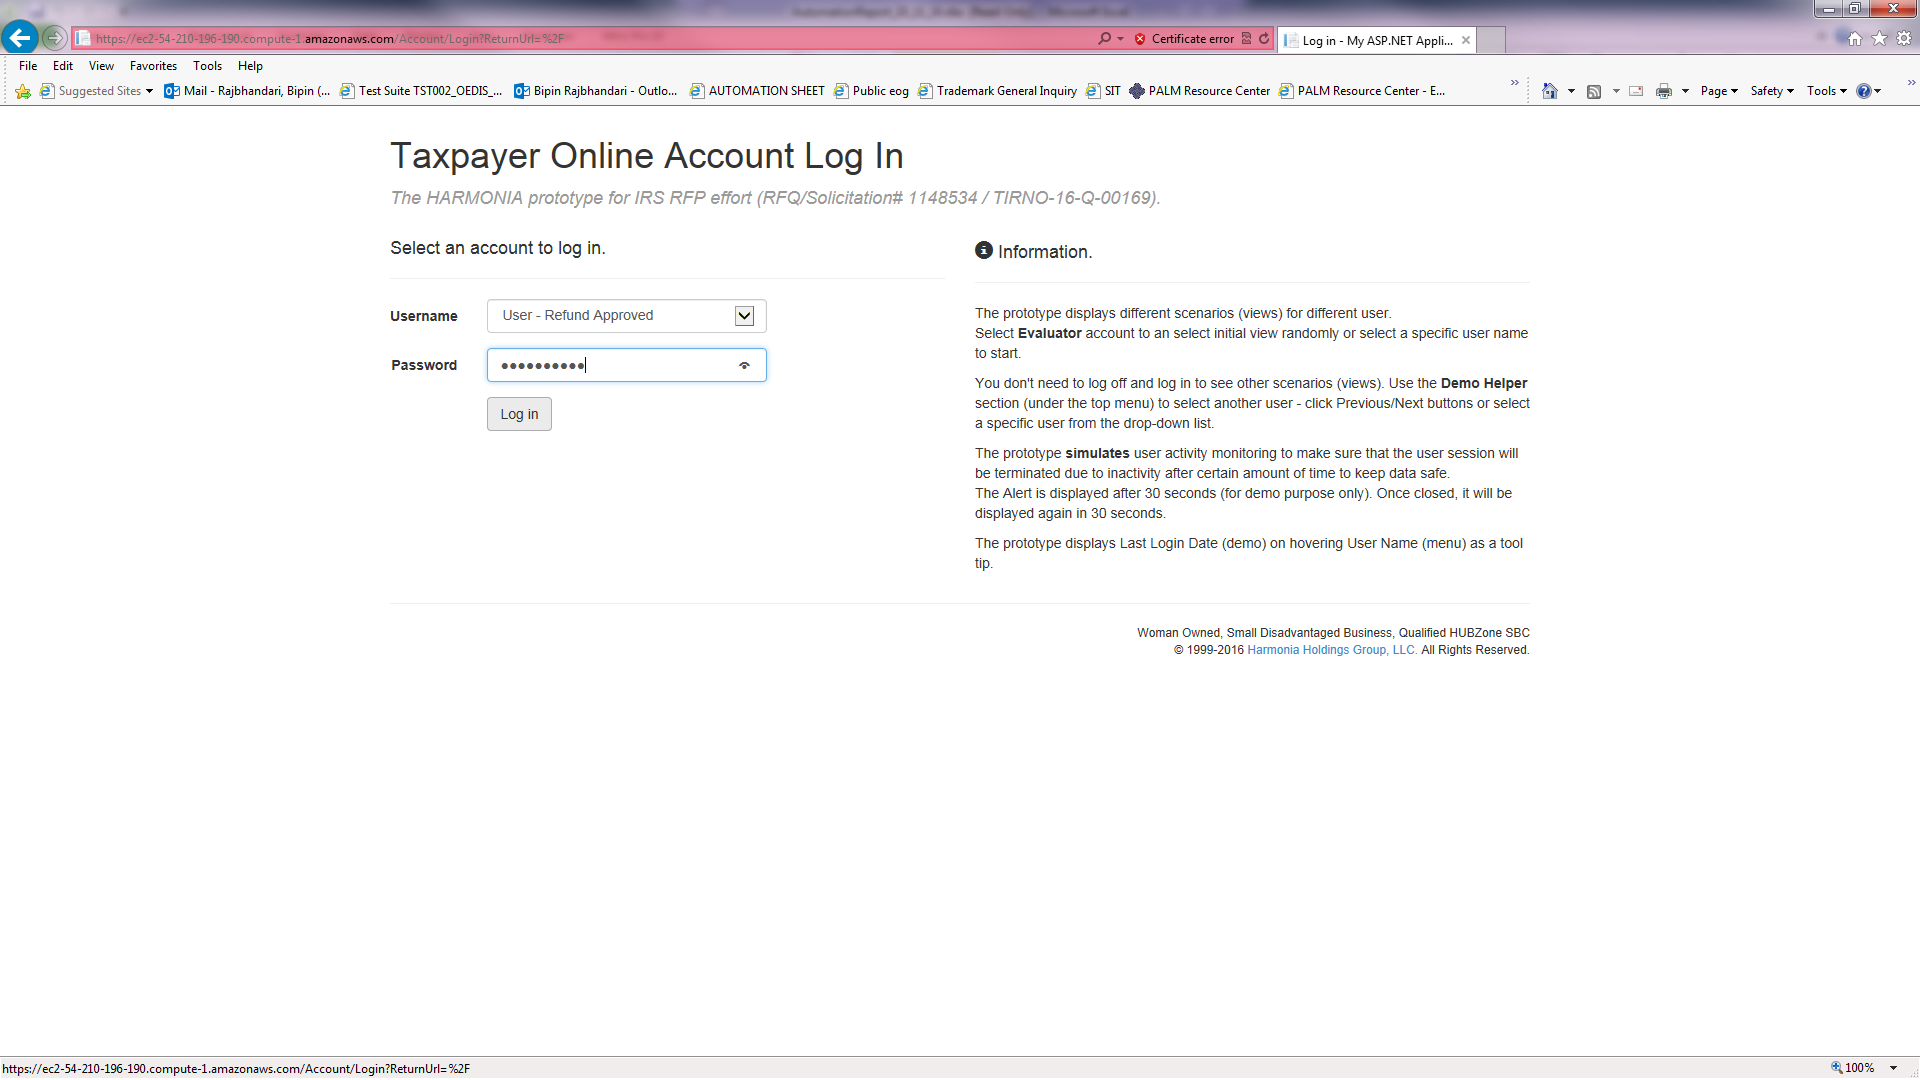 https://ec2-54-210-196-190.compute-1.amazonaws.com/Account/Login?ReturnUrl=%2F
Certificate error
Log in - My ASP.NET Appli...
File Edit View Favorites Tools Help
Suggested Sites Mail - Rajbhandari, Bipin (... Test Suite TST002_OEDIS_... Bipin Rajbhandari - Outlo... AUTOMATION SHEET Public eog Trademark General Inquiry SIT PALM Resource Center PALM Resource Center - E... Page Safety Tools
Taxpayer Online Account Log In
The HARMONIA prototype for IRS RFP effort (RFQ/Solicitation# 1148534 / TIRNO-16-Q-00169).
Select an account to log in.
Username User - Refund Approved
Password
Log in
Information.
The prototype displays different scenarios (views) for different user.
Select Evaluator account to an select initial view randomly or select a specific user name
to start.
You don't need to log off and log in to see other scenarios (views). Use the Demo Helper
section (under the top menu) to select another user - click Previous/Next buttons or select
a specific user from the drop-down list.
The prototype simulates user activity monitoring to make sure that the user session will
be terminated due to inactivity after certain amount of time to keep data safe.
The Alert is displayed after 30 seconds (for demo purpose only). Once closed, it will be
displayed again in 30 seconds.
The prototype displays Last Login Date (demo) on hovering User Name (menu) as a tool
tip.
Woman Owned, Small Disadvantaged Business, Qualified HUBZone SBC
© 1999-2016 Harmonia Holdings Group, LLC. All Rights Reserved.
https://ec2-54-210-196-190.compute-1.amazonaws.com/Account/Login?ReturnUrl=%2F
100%